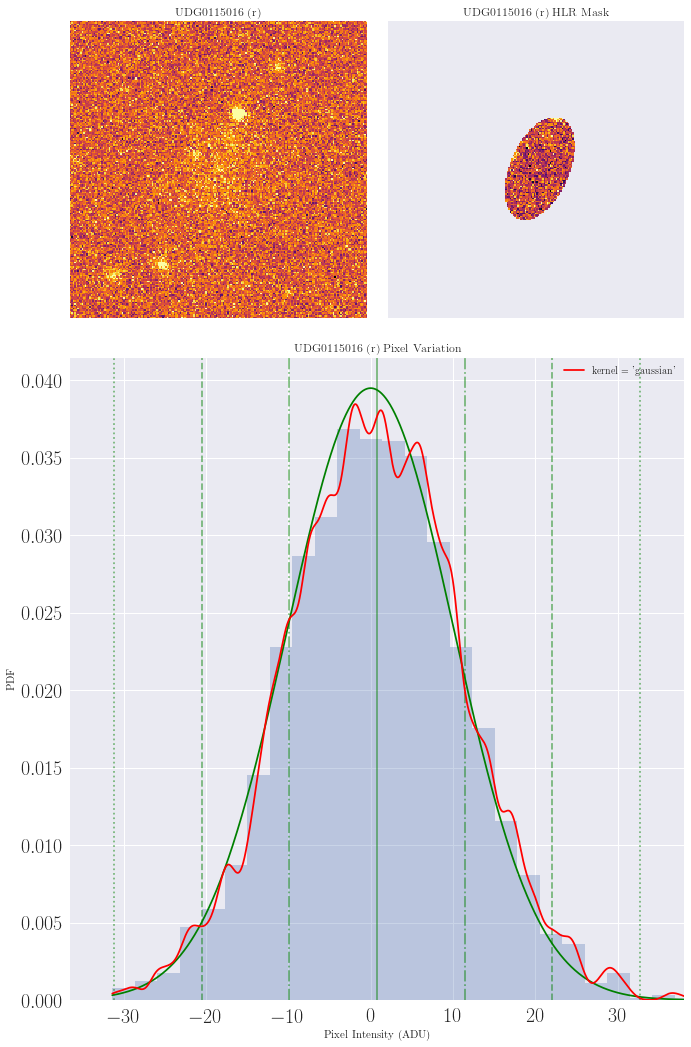 UDG0115016 (r)
UDG0115016 (r) HLR Mask
UDG0115016 (r) Pixel Variation
kernel = 'gaussian'
0.040
0.035
0.030
0.025
0.020
0.015
0.010
0.005
0.000
PDF
−30
−20
−10
0
10
20
30
Pixel Intensity (ADU)